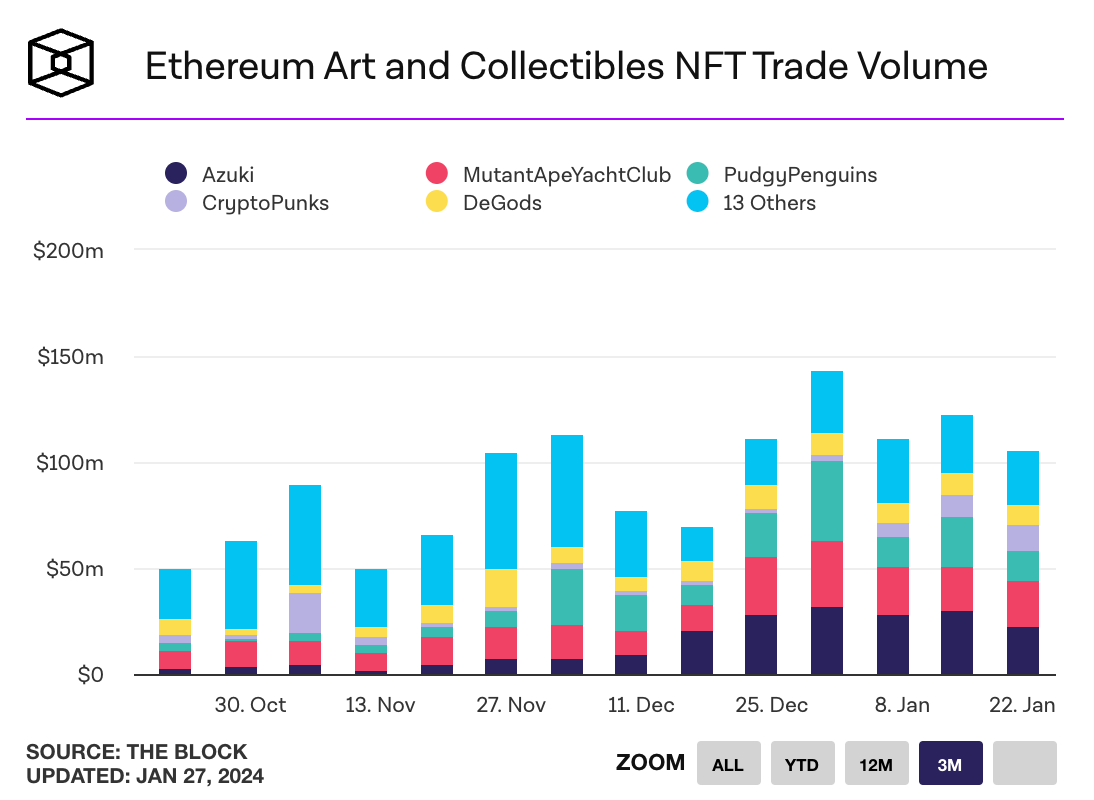 Ethereum Art and Collectibles NFT Trade Volume
Azuki MutantApeYachtClub PudgyPenguins
CryptoPunks DeGods 13 Others
$200m
$150m
$100m
$50m
$0
30. Oct 13. Nov 27. Nov 11. Dec 25. Dec 8. Jan 22. Jan
SOURCE: THE BLOCK
UPDATED: JAN 27, 2024
ZOOM ALL YTD 12M 3M